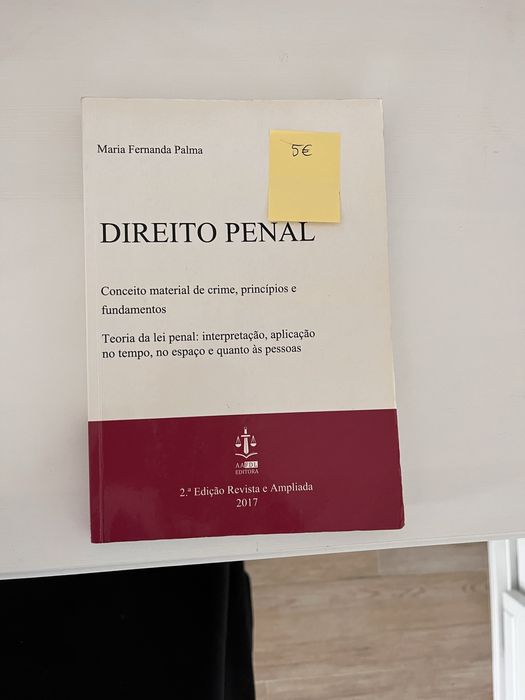 Maria Fernanda Palma
5€
DIREITO PENAL
Conceito material de crime, princípios e
fundamentos
Teoria da lei penal: interpretação, aplicação
no tempo, no espaço e quanto às pessoas
AAFDL
EDITORA
2.ª Edição Revista e Ampliada
2017